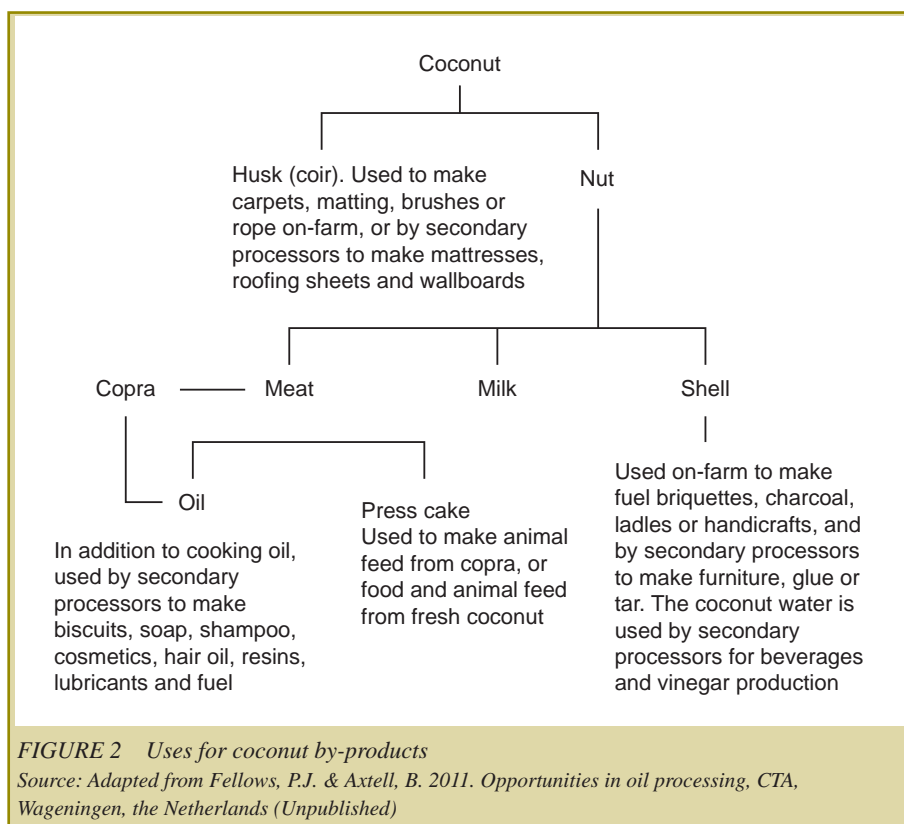 Coconut
Husk (coir). Used to make
carpets, matting, brushes or
rope on-farm, or by secondary
processors to make mattresses,
roofing sheets and wallboards
Nut
Copra
Meat
Milk
Shell
Oil
In addition to cooking oil,
used by secondary
processors to make
biscuits, soap, shampoo,
cosmetics, hair oil, resins,
lubricants and fuel
Press cake
Used to make animal
feed from copra, or
food and animal feed
from fresh coconut
Used on-farm to make
fuel briquettes, charcoal,
ladles or handicrafts, and
by secondary processors
to make furniture, glue or
tar. The coconut water is
used by secondary
processors for beverages
and vinegar production
FIGURE 2 Uses for coconut by-products
Source: Adapted from Fellows, P.J. & Axtell, B. 2011. Opportunities in oil processing, CTA,
Wageningen, the Netherlands (Unpublished)